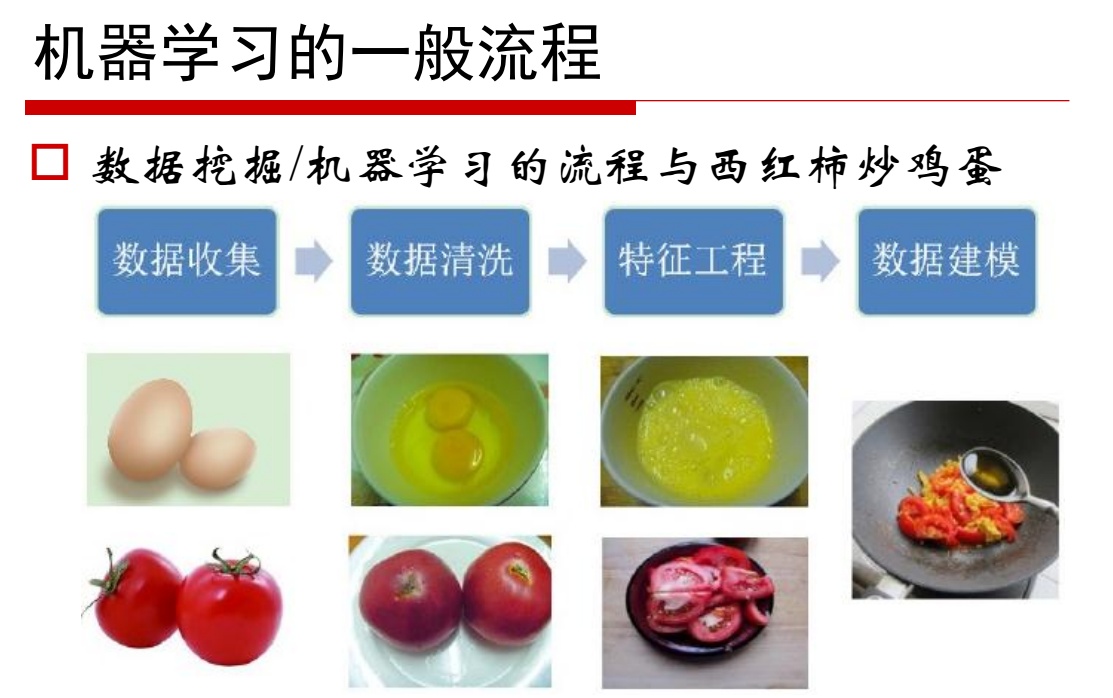 机器学习的一般流程
数据挖掘/机器学习的流程与西红柿炒鸡蛋
数据收集
数据清洗
特征工程
数据建模